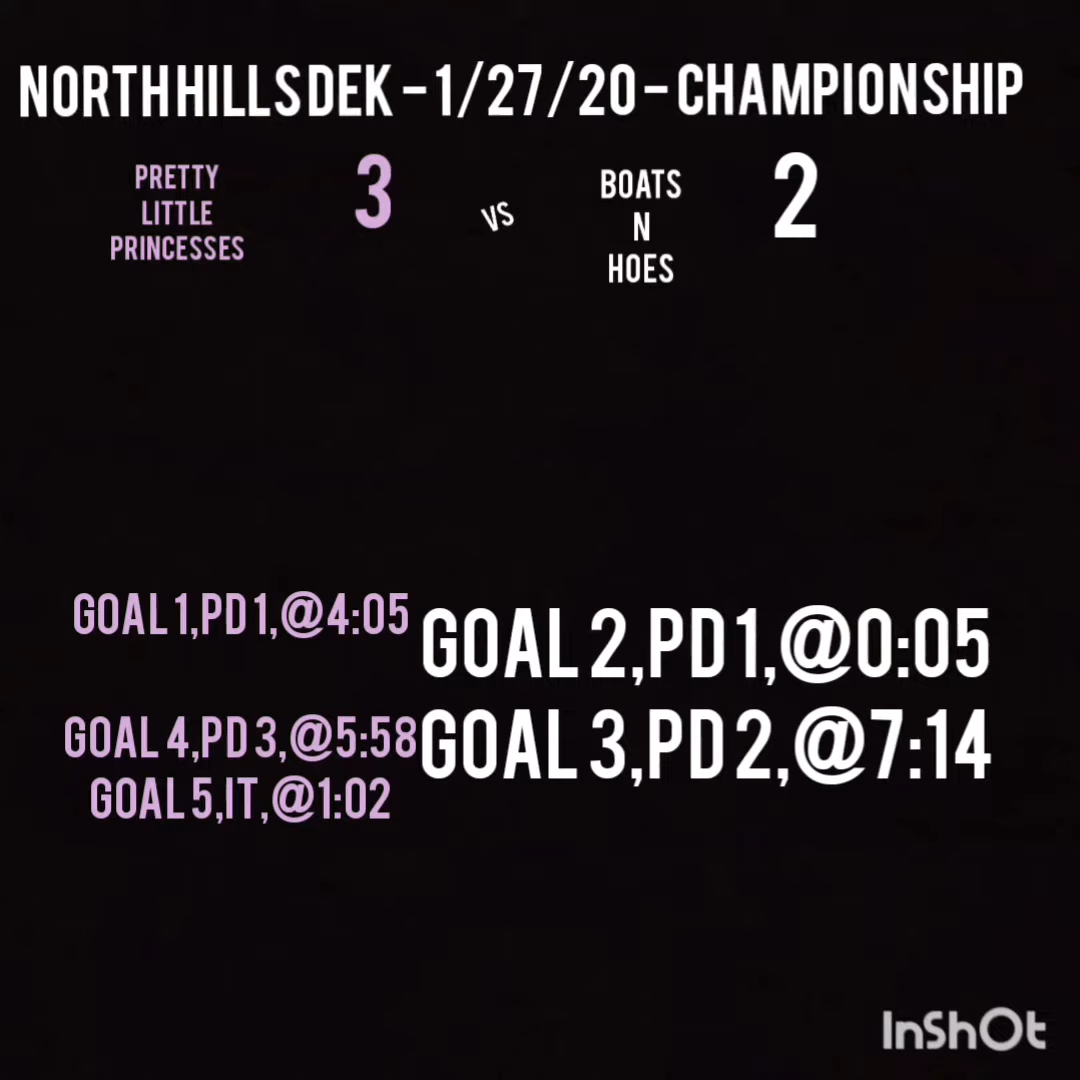 NORTH HILLS DEK - 1/27/20 - CHAMPIONSHIP
PRETTY
LITTLE
PRINCESSES
3
VS
BOATS
N
HOES
2
GOAL 1,PD 1,@4:05
GOAL 4,PD 3,@5:58
GOAL 5,IT,@1:02
GOAL 2,PD 1,@0:05
GOAL 3,PD 2,@7:14
InShOt